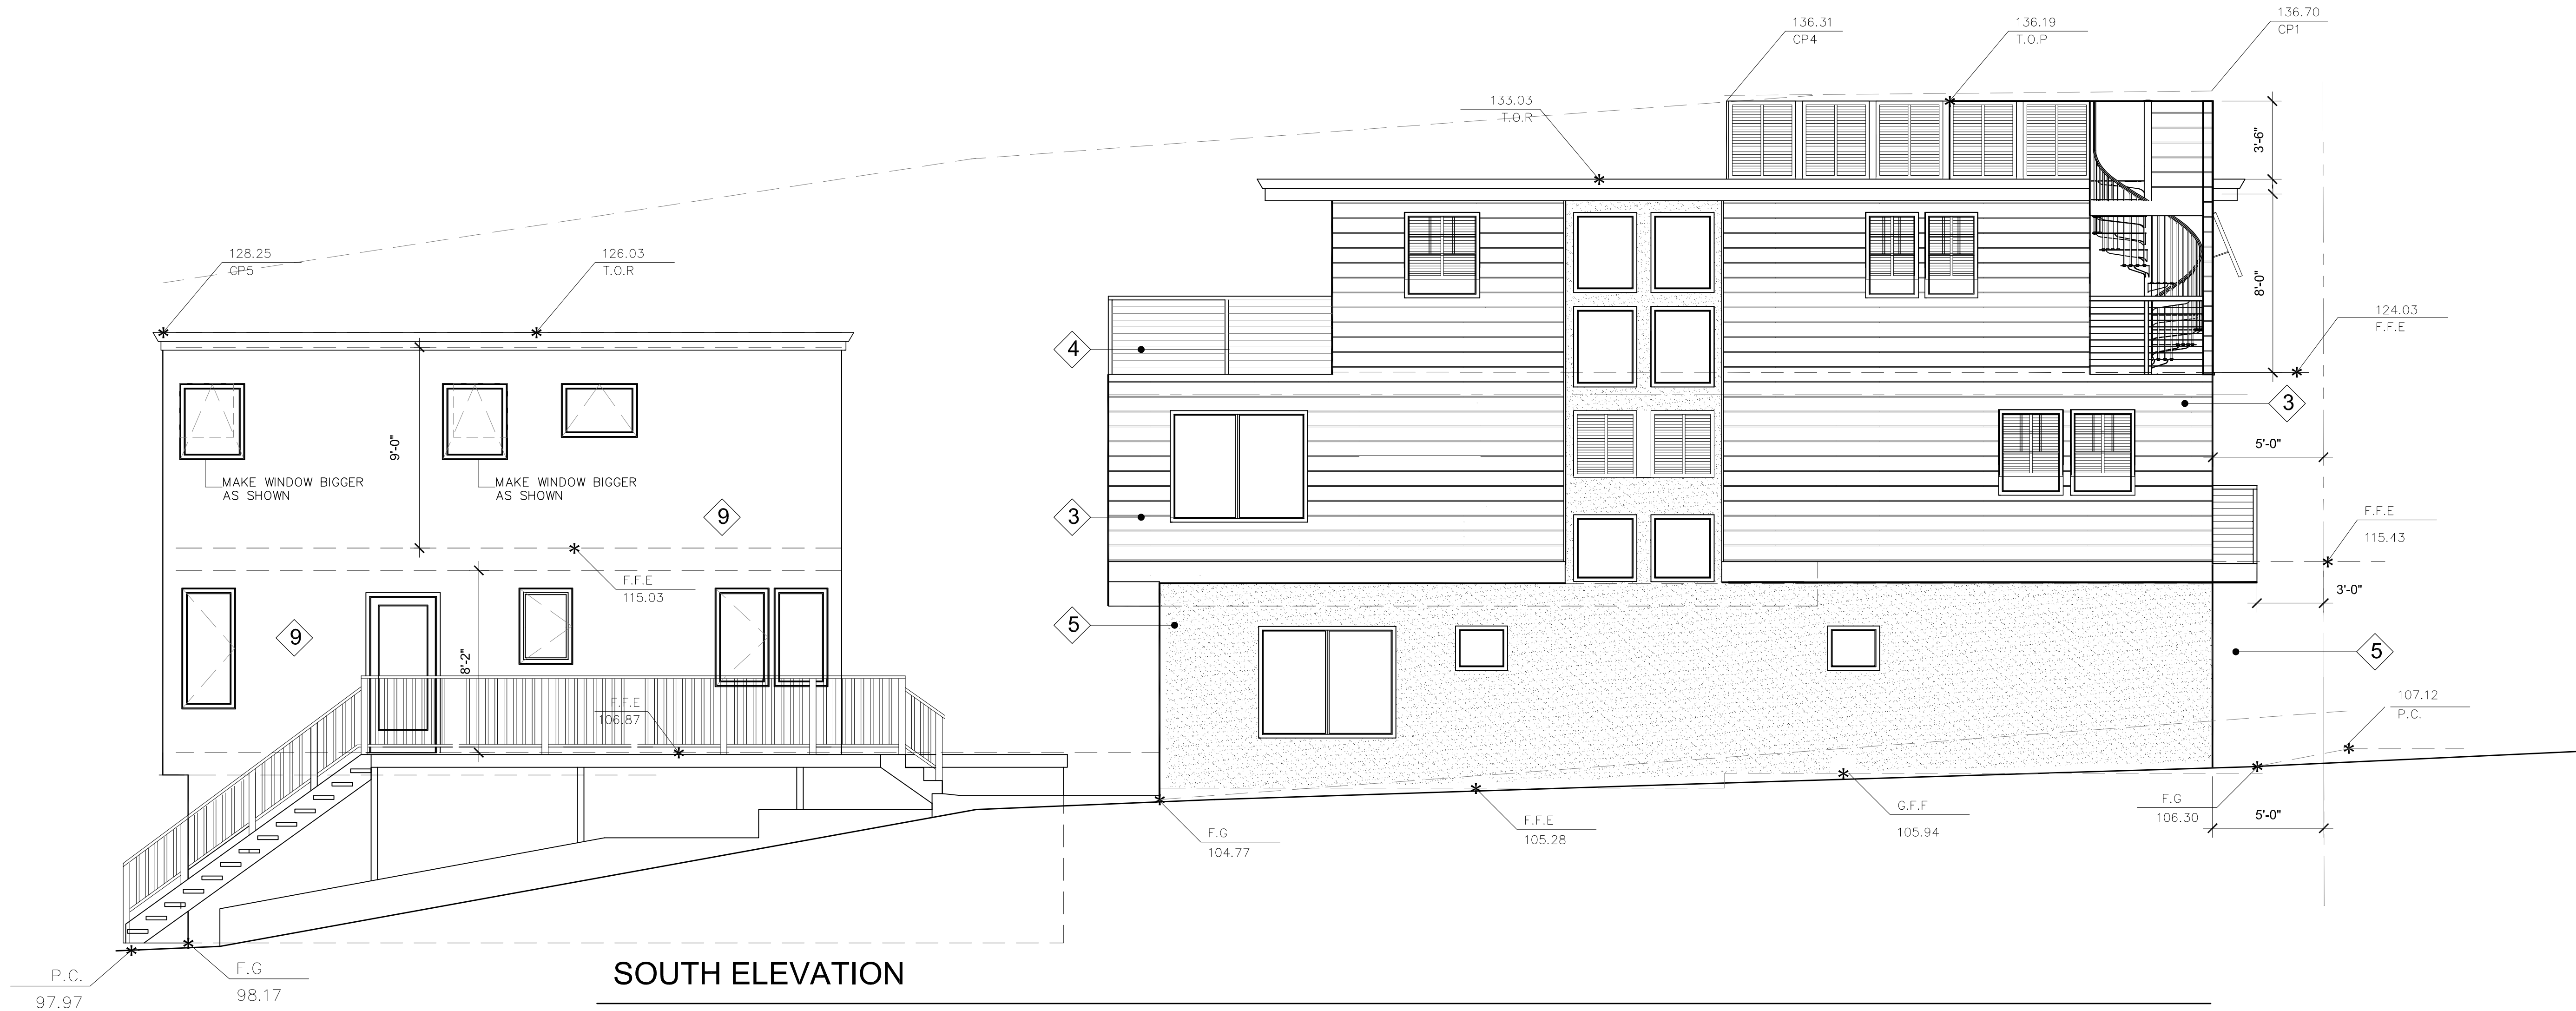 136.70
CP1
136.31
CP4
136.19
T.O.P
133.03
T.O.R
3'-6"
128.25
CP5
126.03
T.O.R
8'-0"
124.03
F.F.E
4
3
9'-0"
5'-0"
MAKE WINDOW BIGGER
AS SHOWN
MAKE WINDOW BIGGER
AS SHOWN
9
3
F.F.E
115.43
F.F.E
115.03
3'-0"
5
9
8'-2"
5
F.F.E
106.87
107.12
P.C.
F.G
104.77
F.F.E
105.28
G.F.F
105.94
F.G
106.30
5'-0"
P.C.
97.97
F.G
98.17
SOUTH ELEVATION